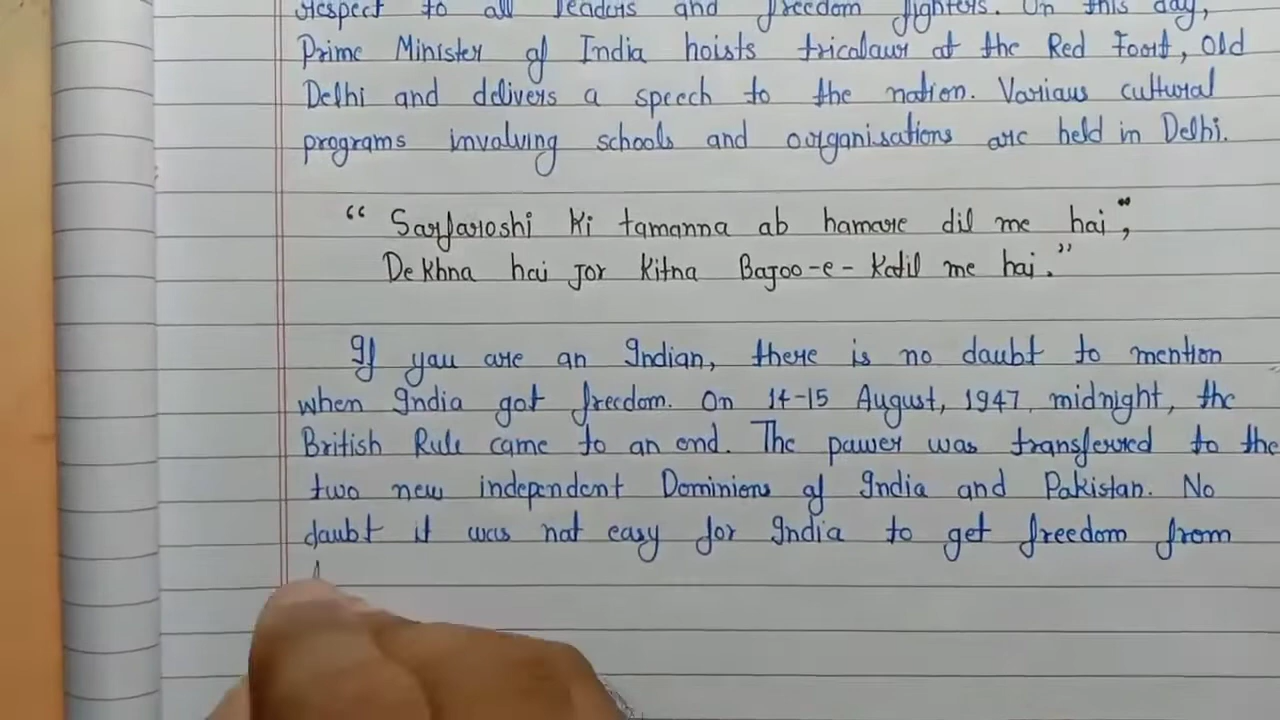 respect to all leaders and freedom fighters. On this day,
Prime Minister of India hoists tricolour at the Red Foort, Old
Delhi and delivers a speech to the nation. Various cultural
programs involving schools and organisations are held in Delhi.
“ Sarfaroshi ki tamanna ab hamare dil me hai”,
Dekhna hai jor kitna Bajoo-e-Katil me hai.”
If you are an Indian, there is no doubt to mention
when India got freedom. On 14-15 August, 1947 midnight, the
British Rule came to an end. The power was transferred to the
two new independent Dominions of India and Pakistan. No
doubt it was not easy for India to get freedom from